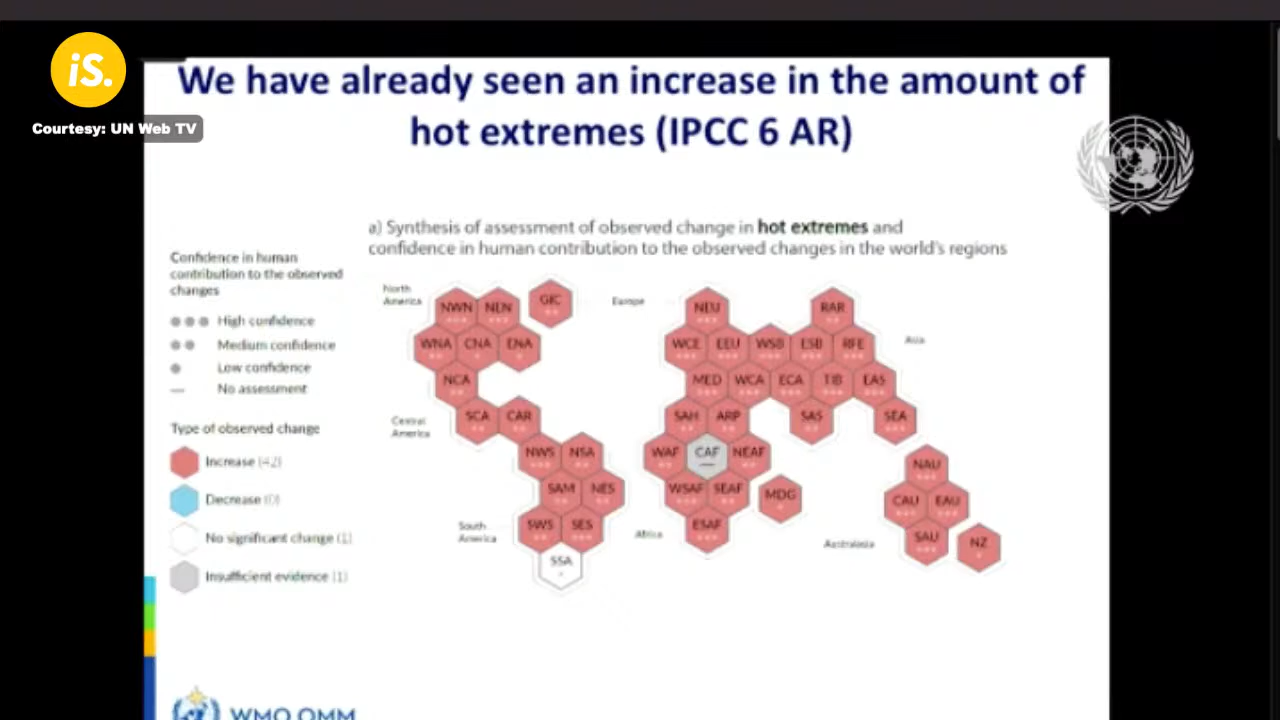 iS.
Courtesy: UN Web TV
We have already seen an increase in the amount of
hot extremes (IPCC 6 AR)
a) Synthesis of assessment of observed change in hot extremes and
confidence in human contribution to the observed changes in the world's regions
Confidence in human
contribution to the observed
changes
High confidence
Medium confidence
Low confidence
No assessment
Type of observed change
Increase (42)
Decrease (0)
No significant change (1)
Insufficient evidence (1)
North
America
NWN NEN GIC
WNA CNA ENA
NCA
Central
America
SCA CAR
NWS NSA
SAM NES
South
America
SWS SES
SSA
Europe
NEU RAR
WCE EEU WSB ESB RFE
Asia
MED WCA ECA TIB EAS
SAH ARP SAS SEA
WAF CAF NEAF
WSAF SEAF MDG
Africa
ESAF
NAU
CAU EAU
Australasia
SAU NZ
WMO OMM